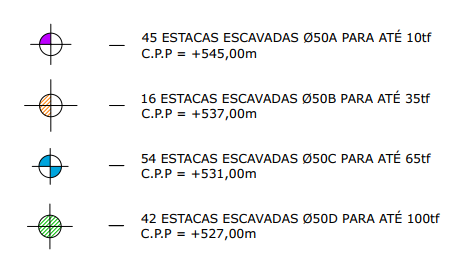 45 ESTACAS ESCAVADAS Ø50A PARA ATÉ 10tf
C.P.P = +545,00m
16 ESTACAS ESCAVADAS Ø50B PARA ATÉ 35tf
C.P.P = +537,00m
54 ESTACAS ESCAVADAS Ø50C PARA ATÉ 65tf
C.P.P = +531,00m
42 ESTACAS ESCAVADAS Ø50D PARA ATÉ 100tf
C.P.P = +527,00m